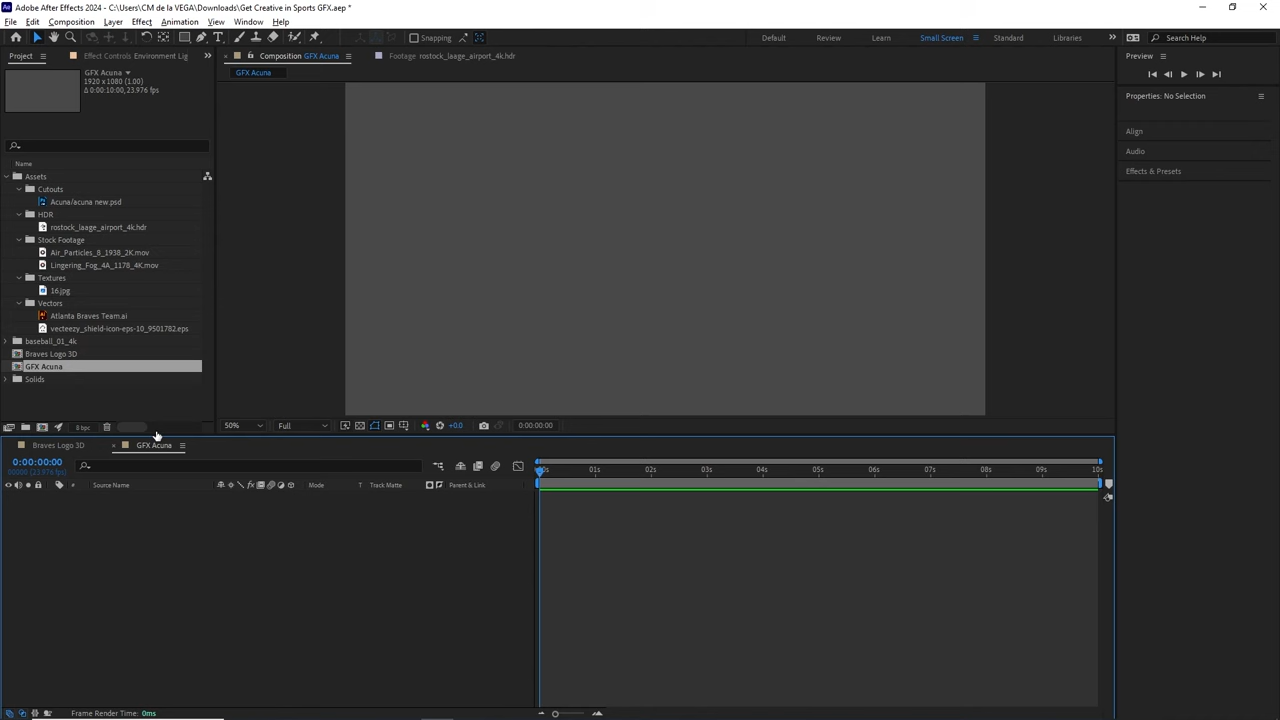 Adobe After Effects 2024 - C:\Users\CM de la VEGA\Downloads\Get Creative in Sports GFX.aep *
File Edit Composition Layer Effect Animation View Window Help
Snapping
Default Review Learn Small Screen Standard Libraries Search Help
Project Effect Controls Environment Lig
Composition GFX Acuna Footage rostock_laage_airport_4k.hdr
Preview
GFX Acuna
1920 x 1080 (1.00)
Δ 0:00:10:00, 23.976 fps
GFX Acuna
Properties: No Selection
Align
Audio
Effects & Presets
Name
Assets
Cutouts
Acuna/acuna new.psd
HDR
rostock_laage_airport_4k.hdr
Stock Footage
Air_Particles_8_1938_2K.mov
Lingering_Fog_4A_1178_4K.mov
Textures
16.jpg
Vectors
Atlanta Braves Team.ai
vecteezy_shield-icon-eps-10_9501782.eps
baseball_01_4k
Braves Logo 3D
GFX Acuna
Solids
8 bpc
50% Full +0.0 0:00:00:00
Braves Logo 3D GFX Acuna
0:00:00:00
00000 (23.976 fps)
:00s 01s 02s 03s 04s 05s 06s 07s 08s 09s 10s
# Source Name Mode T Track Matte Parent & Link
Frame Render Time: 0ms